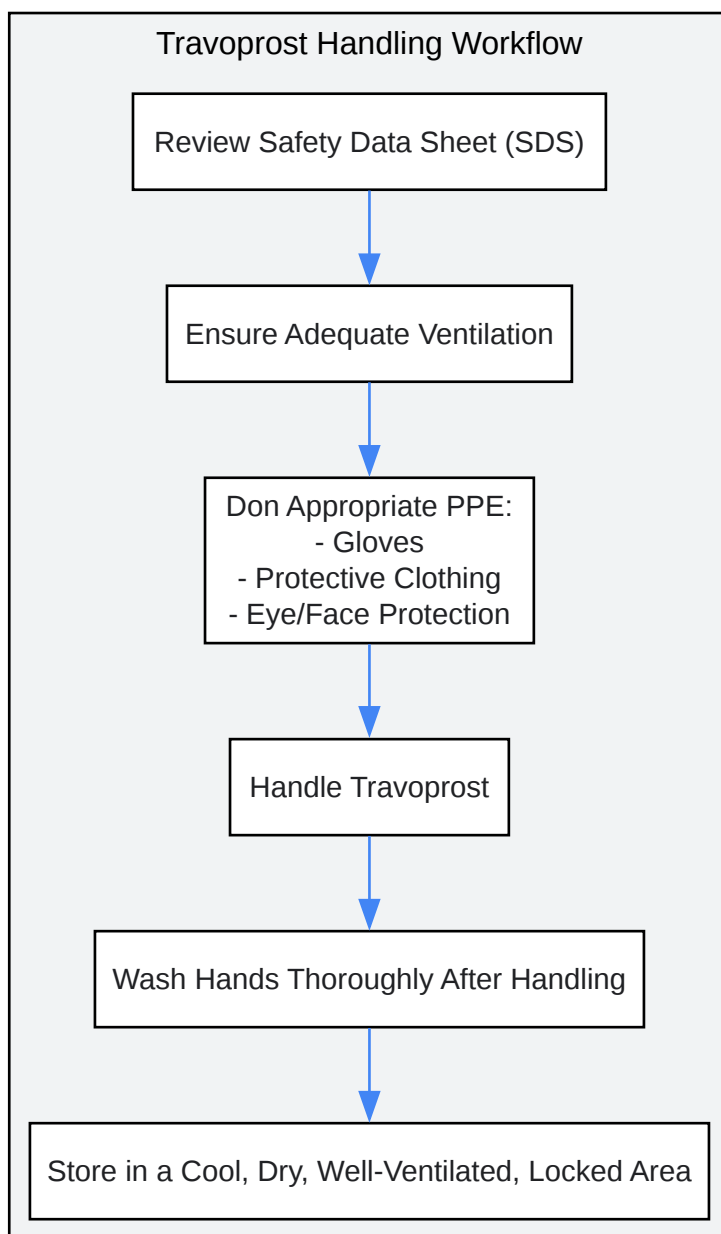 Travoprost Handling Workflow
Review Safety Data Sheet (SDS)
Ensure Adequate Ventilation
Don Appropriate PPE:
- Gloves
- Protective Clothing
- Eye/Face Protection
Handle Travoprost
Wash Hands Thoroughly After Handling
Store in a Cool, Dry, Well-Ventilated, Locked Area